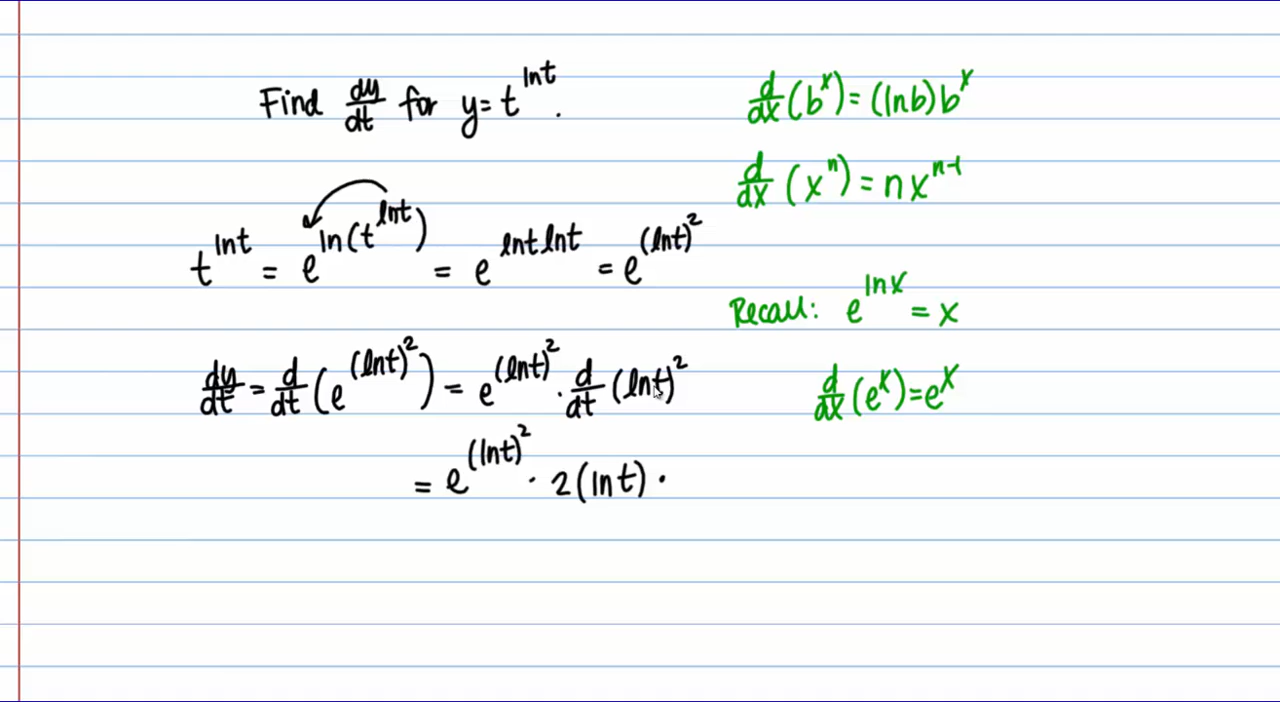 Find dy/dt for y = t^(ln t).
d/dx (b^x) = (ln b) b^x
d/dx (x^n) = n x^(n-1)
t^(ln t) = e^(ln(t^(ln t))) = e^(ln t ln t) = e^((ln t)^2)
Recall: e^(ln x) = x
dy/dt = d/dt (e^((ln t)^2)) = e^((ln t)^2) · d/dt (ln t)^2
d/dx (e^x) = e^x
= e^((ln t)^2) · 2(ln t) ·